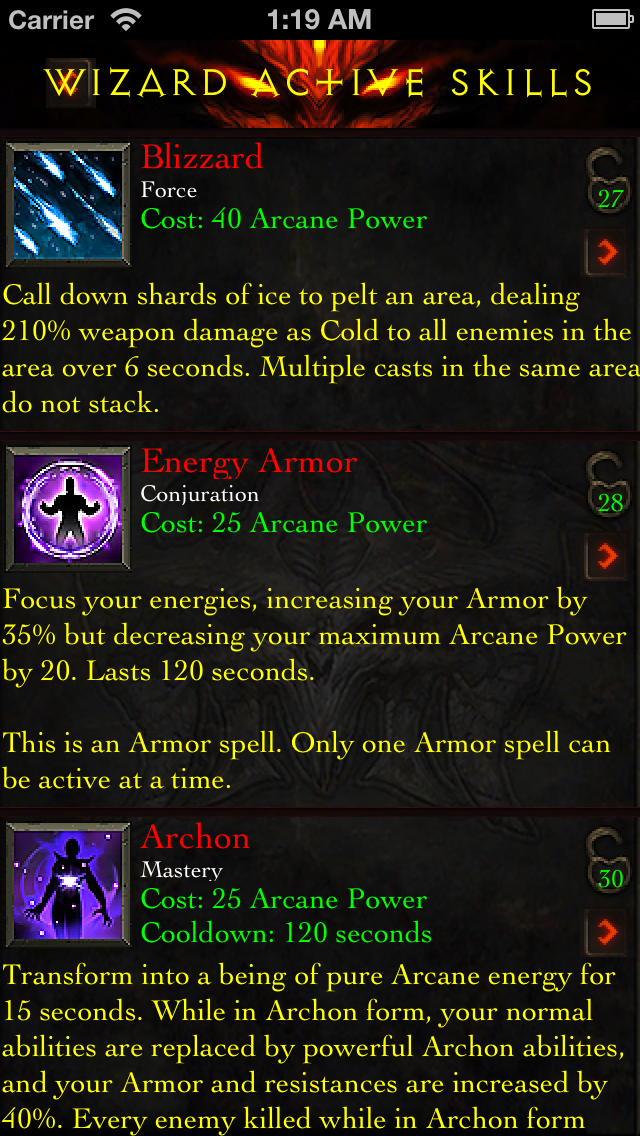 Carrier 1:19 AM
WIZARD ACTIVE SKILLS
Blizzard
Force
27
Cost: 40 Arcane Power
Call down shards of ice to pelt an area, dealing
210% weapon damage as Cold to all enemies in the
area over 6 seconds. Multiple casts in the same area
do not stack.
Energy Armor
Conjuration
28
Cost: 25 Arcane Power
Focus your energies, increasing your Armor by
35% but decreasing your maximum Arcane Power
by 20. Lasts 120 seconds.
This is an Armor spell. Only one Armor spell can
be active at a time.
Archon
Mastery
30
Cost: 25 Arcane Power
Cooldown: 120 seconds
Transform into a being of pure Arcane energy for
15 seconds. While in Archon form, your normal
abilities are replaced by powerful Archon abilities,
and your Armor and resistances are increased by
40%. Every enemy killed while in Archon form